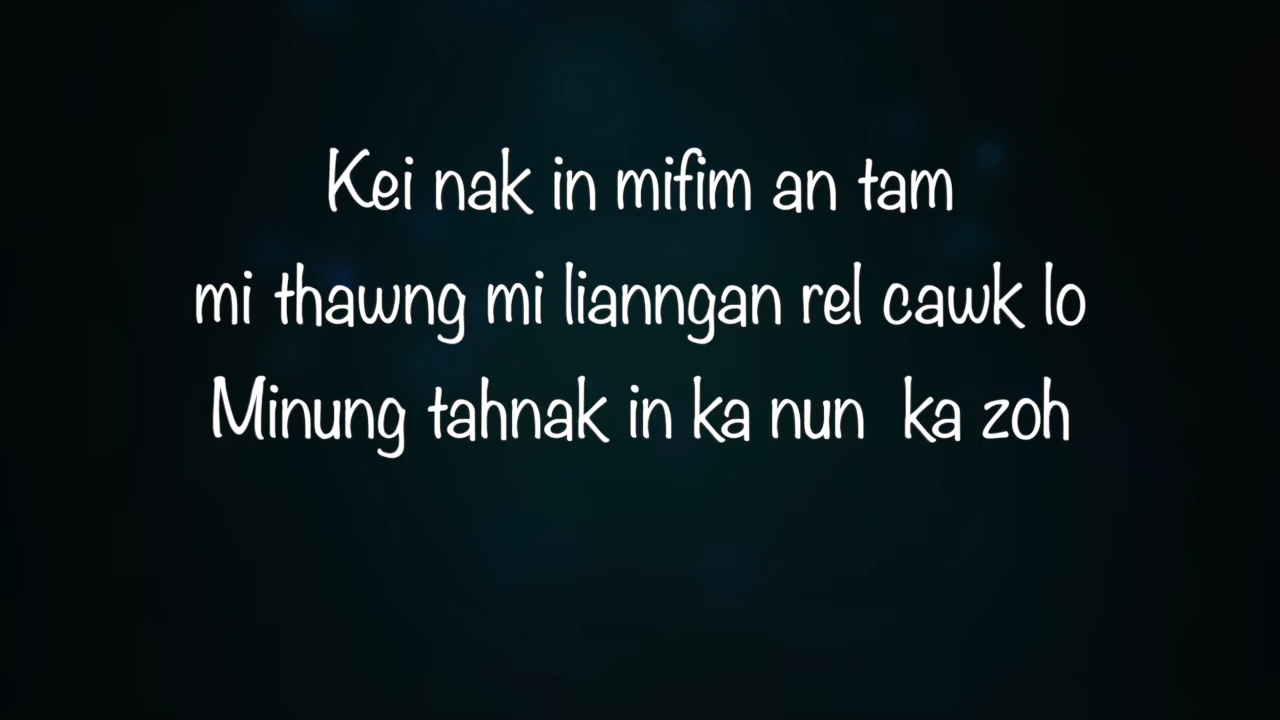 Kei nak in mifim an tam
mi thawng mi lianngan rel cawk lo
Minung tahnak in ka nun ka zoh